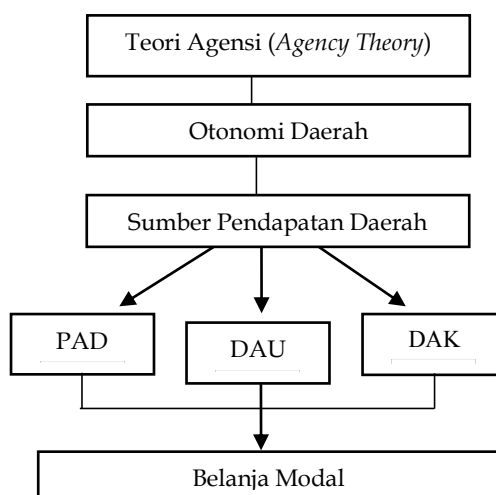 Teori Agensi (Agency Theory)
Otonomi Daerah
Sumber Pendapatan Daerah
PAD
DAU
DAK
Belanja Modal